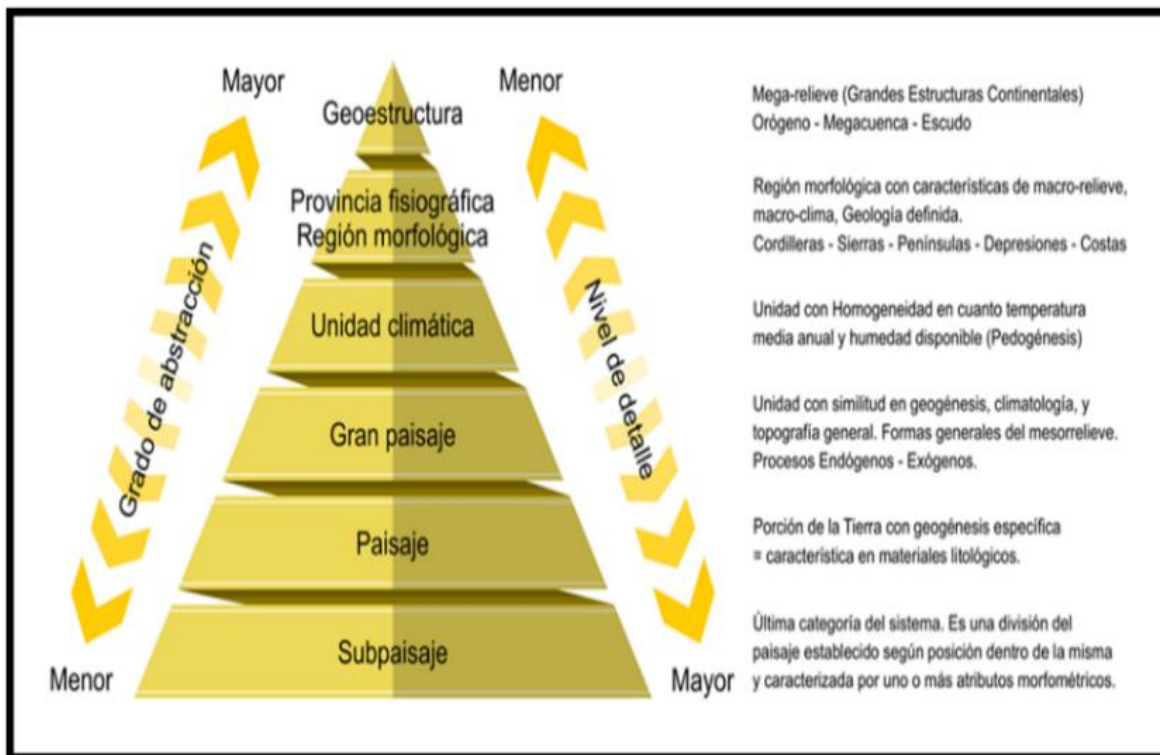 Mayor
Menor
Geoestructura
Mega-relieve (Grandes Estructuras Continentales)
Orógeno - Megacuenca - Escudo
Provincia fisiográfica
Región morfológica
Región morfológica con características de macro-relieve,
macro-clima, Geología definida.
Cordilleras - Sierras - Penínsulas - Depresiones - Costas
Grado de abstracción
Nivel de detalle
Unidad climática
Unidad con Homogeneidad en cuanto temperatura
media anual y humedad disponible (Pedogénesis)
Gran paisaje
Unidad con similitud en geogénesis, climatología, y
topografía general. Formas generales del mesorrelieve.
Procesos Endógenos - Exógenos.
Paisaje
Porción de la Tierra con geogénesis específica
= característica en materiales litológicos.
Subpaisaje
Última categoría del sistema. Es una división del
paisaje establecido según posición dentro de la misma
y caracterizada por uno o más atributos morfométricos.
Menor
Mayor